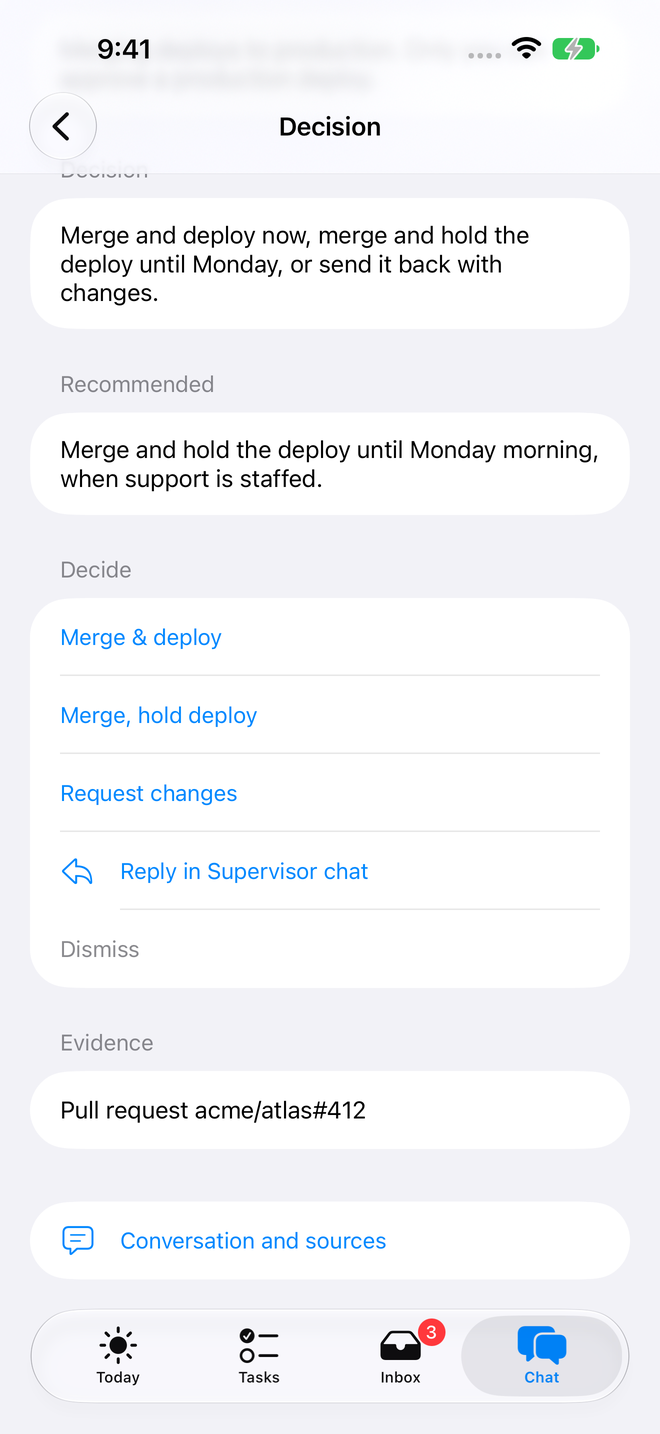 9:41
Decision
Decision
Merge and deploy now, merge and hold the
deploy until Monday, or send it back with
changes.
Recommended
Merge and hold the deploy until Monday morning,
when support is staffed.
Decide
Merge & deploy
Merge, hold deploy
Request changes
Reply in Supervisor chat
Dismiss
Evidence
Pull request acme/atlas#412
Conversation and sources
3
Today
Tasks
Inbox
Chat